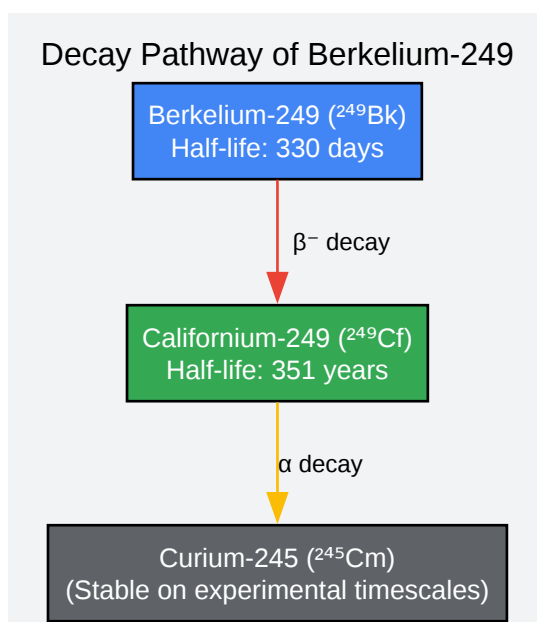 Decay Pathway of Berkelium-249
Berkelium-249 (²⁴⁹Bk)
Half-life: 330 days
β⁻ decay
Californium-249 (²⁴⁹Cf)
Half-life: 351 years
α decay
Curium-245 (²⁴⁵Cm)
(Stable on experimental timescales)